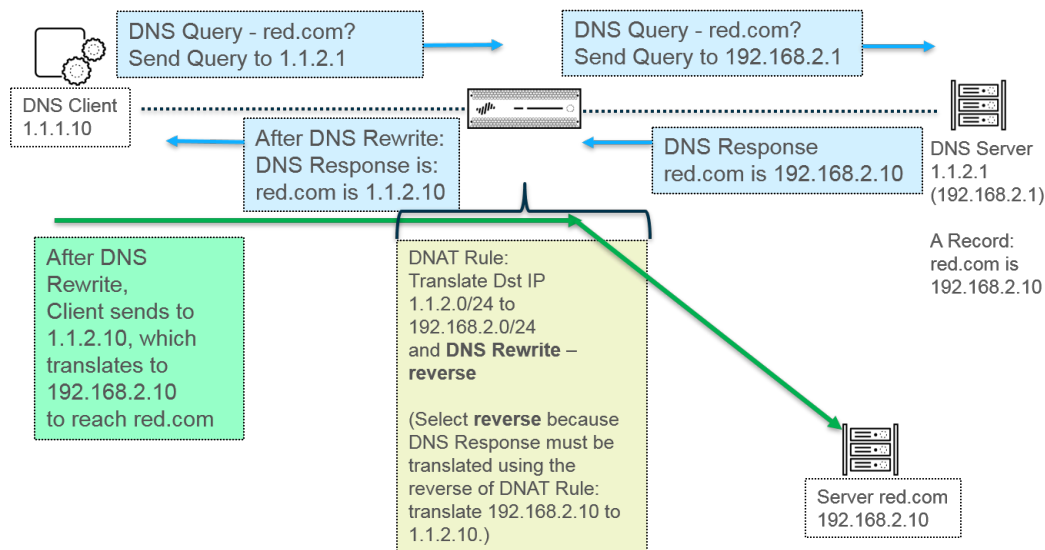 DNS Query - red.com?
Send Query to 1.1.2.1
DNS Query - red.com?
Send Query to 192.168.2.1
DNS Client
1.1.1.10
After DNS Rewrite:
DNS Response is:
red.com is 1.1.2.10
DNS Response
red.com is 192.168.2.10
DNS Server
1.1.2.1
(192.168.2.1)
A Record:
red.com is
192.168.2.10
After DNS
Rewrite,
Client sends to
1.1.2.10, which
translates to
192.168.2.10
to reach red.com
DNAT Rule:
Translate Dst IP
1.1.2.0/24 to
192.168.2.0/24
and DNS Rewrite –
reverse
(Select reverse because
DNS Response must be
translated using the
reverse of DNAT Rule:
translate 192.168.2.10 to
1.1.2.10.)
Server red.com
192.168.2.10